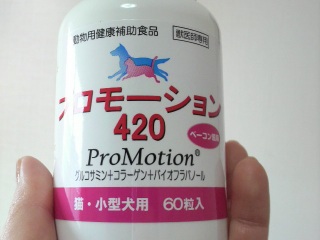 動物用健康補助食品
獣医師専用
プロモーション
420
ベーコン風味
ProMotion®
グルコサミン+コラーゲン+バイオフラバノール
猫・小型犬用 60粒入